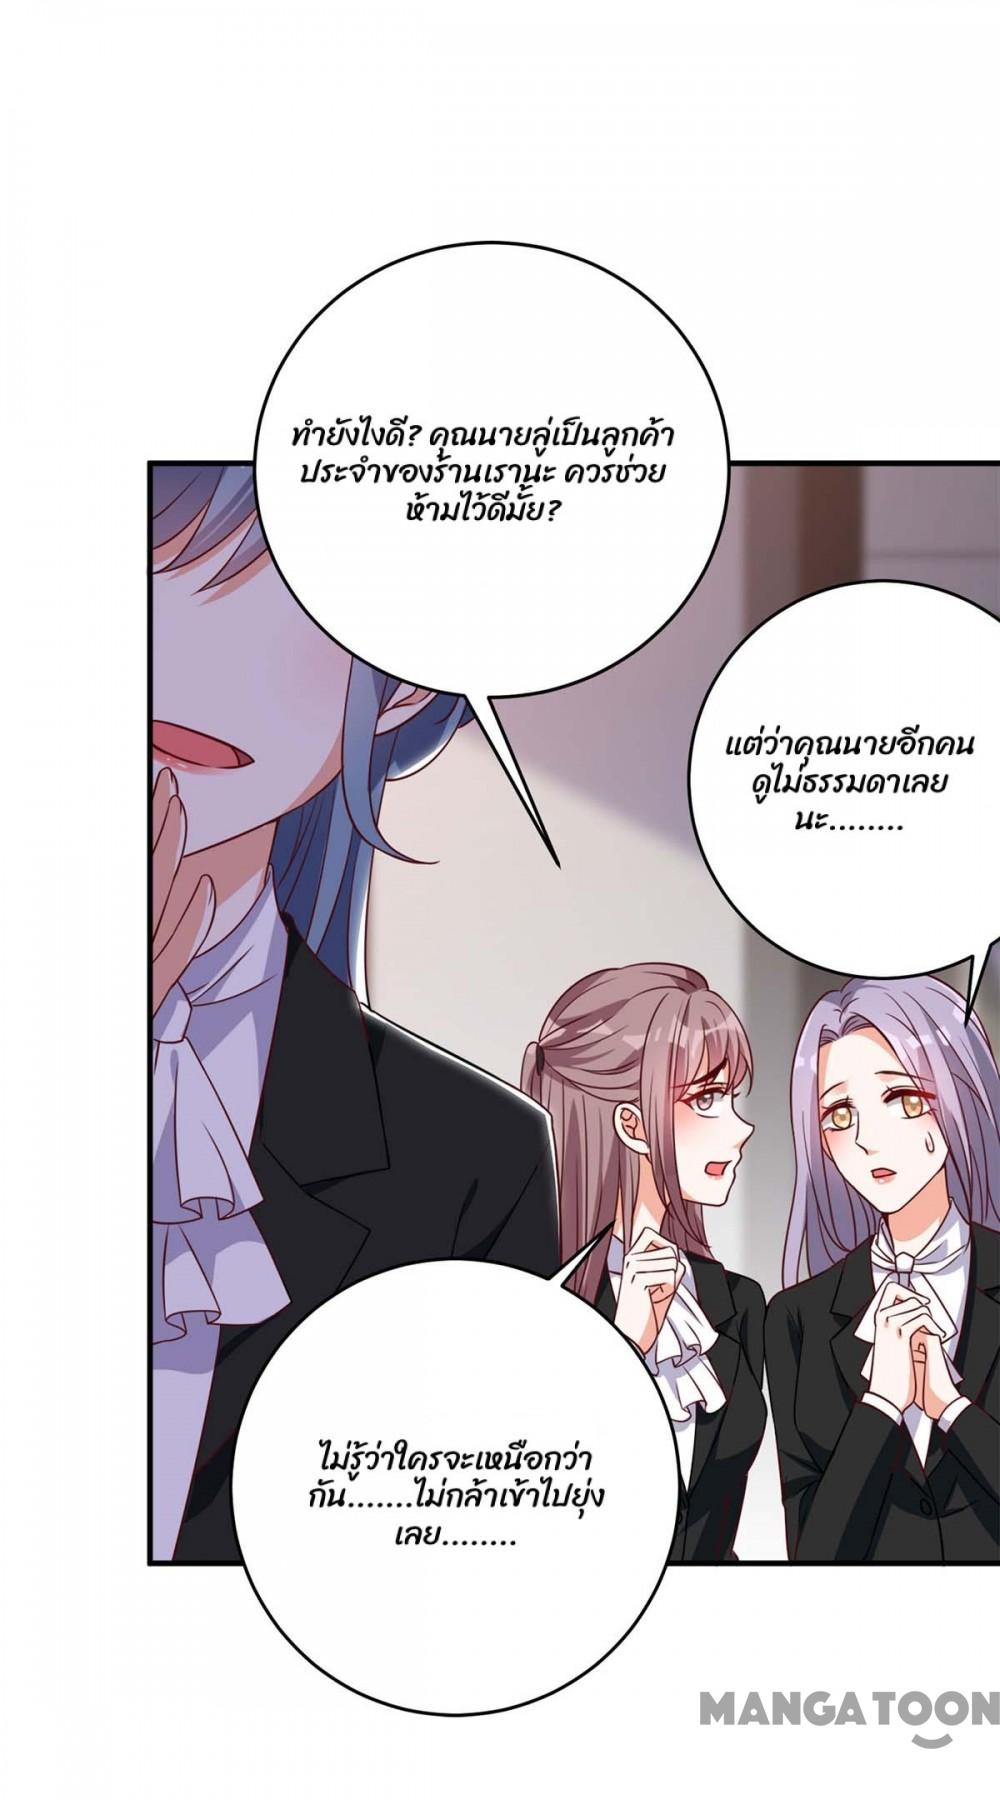 ทำยังไงดี? คุณนายลู่เป็นลูกค้า
ประจำของร้านเรานะ ควรช่วย
ห้ามไว้ดีมั้ย?
แต่ว่าคุณนายอีกคน
ดูไม่ธรรมดาเลย
นะ........
ไม่รู้ว่าใครจะเหนือกว่า
กัน.......ไม่กล้าเข้าไปยุ่ง
เลย........
MANGATOON